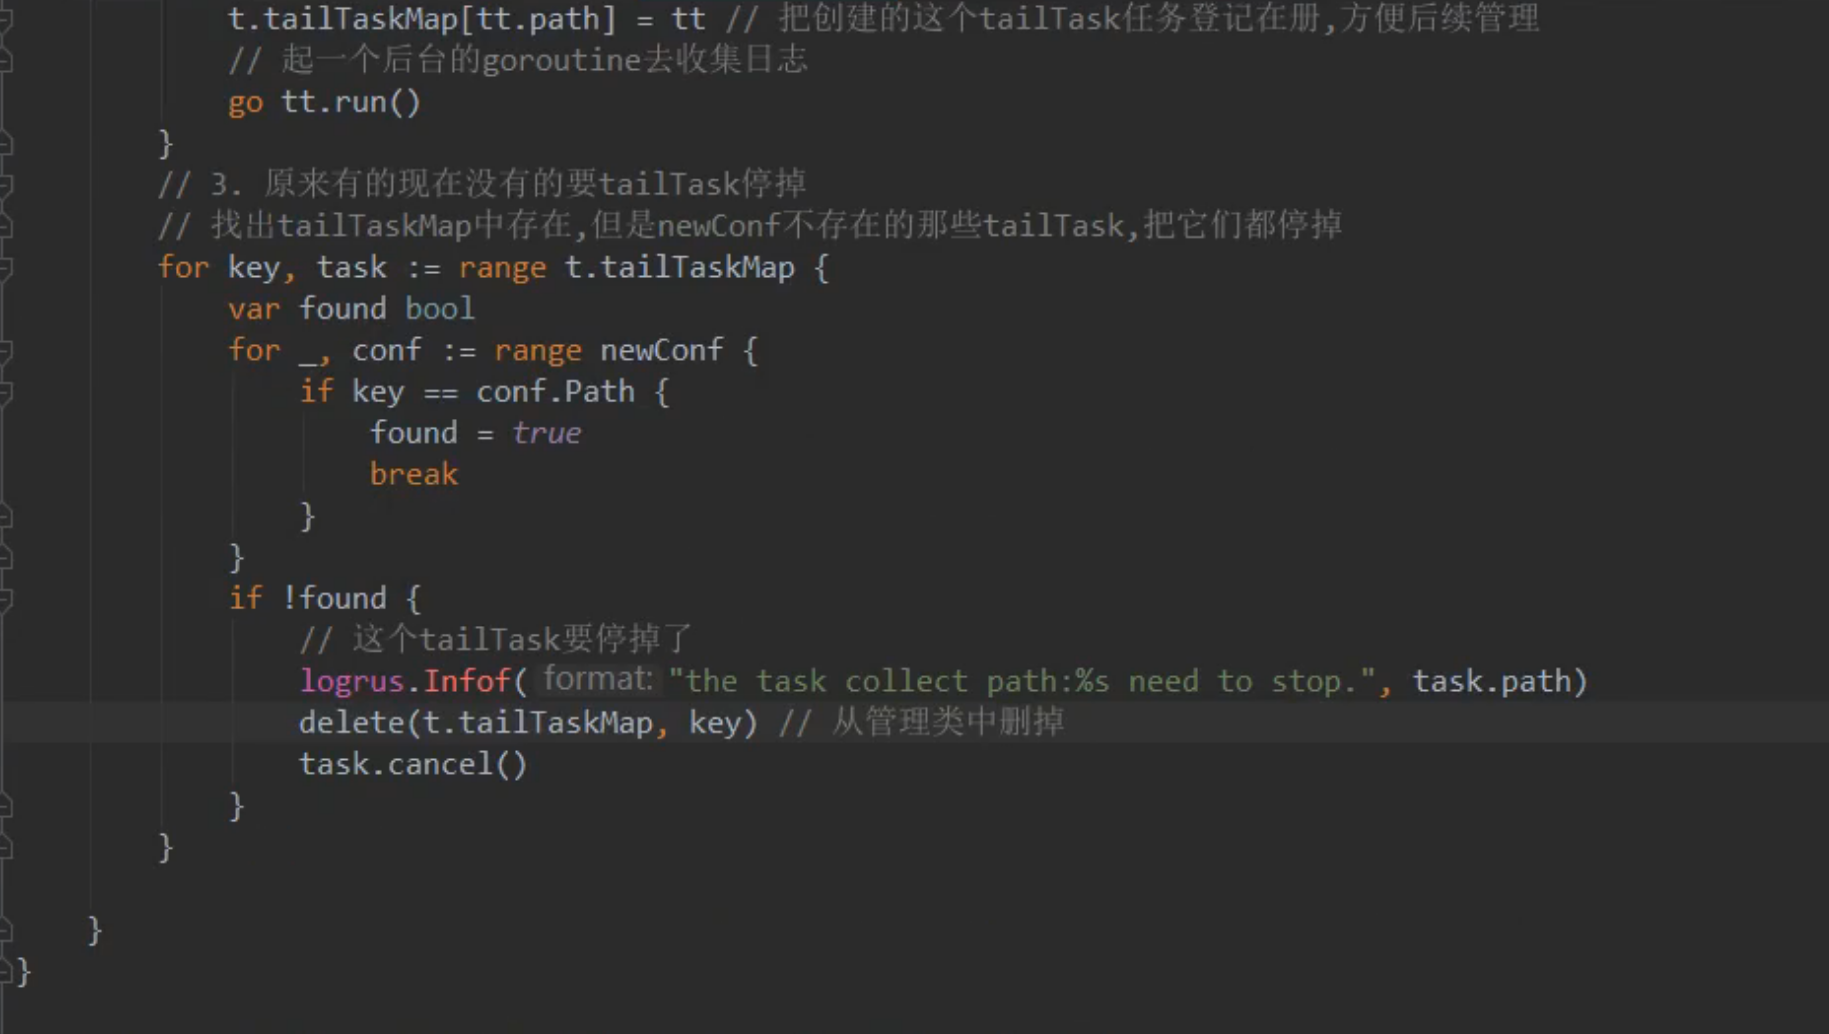 t.tailTaskMap[tt.path] = tt // 把创建的这个tailTask任务登记在册,方便后续管理
// 起一个后台的goroutine去收集日志
go tt.run()
}
// 3. 原来有的现在没有的要tailTask停掉
// 找出tailTaskMap中存在,但是newConf不存在的那些tailTask,把它们都停掉
for key, task := range t.tailTaskMap {
var found bool
for _, conf := range newConf {
if key == conf.Path {
found = true
break
}
}
if !found {
// 这个tailTask要停掉了
logrus.Infof( format: "the task collect path:%s need to stop.", task.path)
delete(t.tailTaskMap, key) // 从管理类中删掉
task.cancel()
}
}
}
}